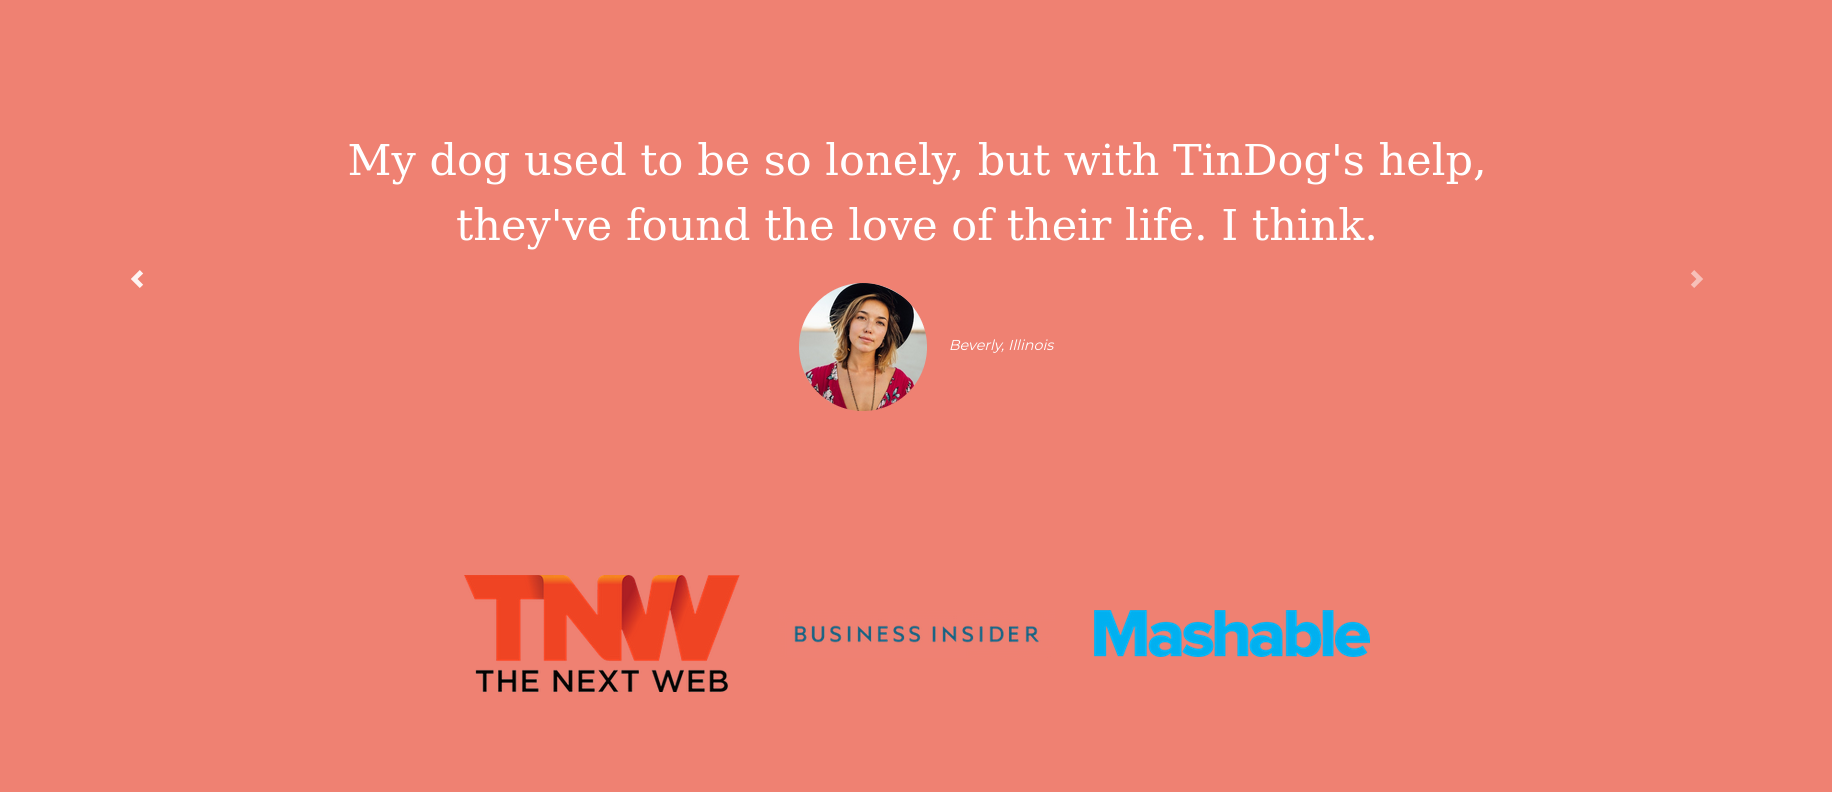 My dog used to be so lonely, but with TinDog's help,
they've found the love of their life. I think.
Beverly, Illinois
TNW
THE NEXT WEB
BUSINESS INSIDER
Mashable